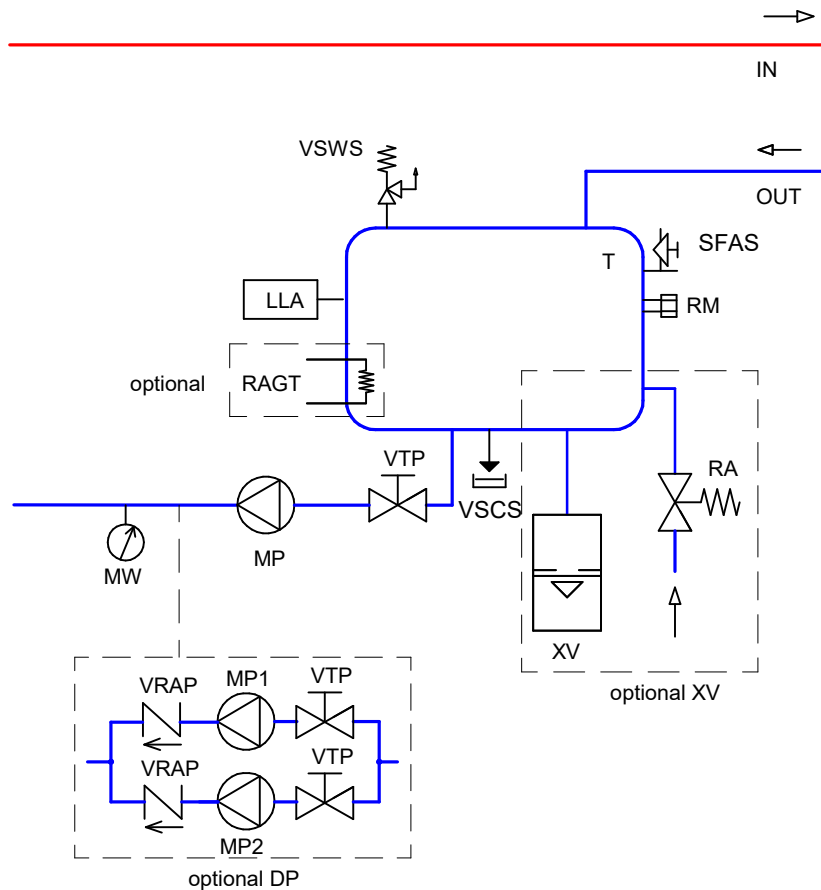 IN
VSWS
OUT
T
SFAS
LLA
RM
optional
RAGT
VTP
RA
VSCS
MP
MW
XV
optional XV
MP1
VTP
VRAP
VTP
VRAP
MP2
optional DP